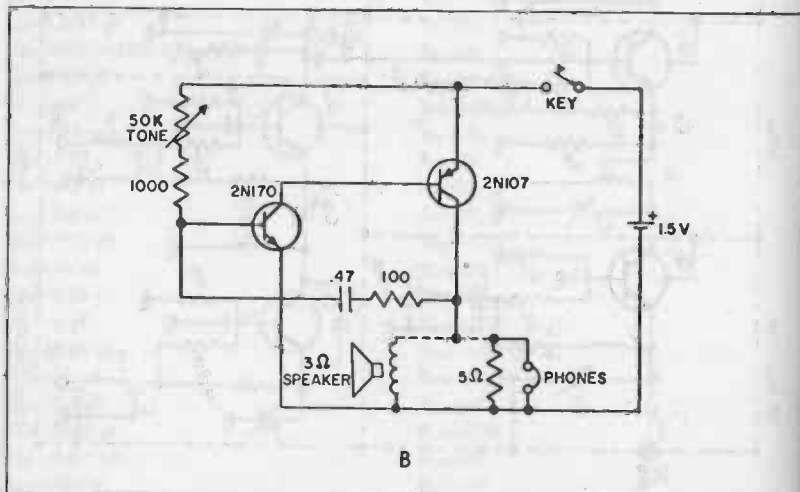 50K
TONE
1000
2N170
2N107
KEY
+
1.5V
.47
100
3Ω
SPEAKER
5Ω
PHONES
B